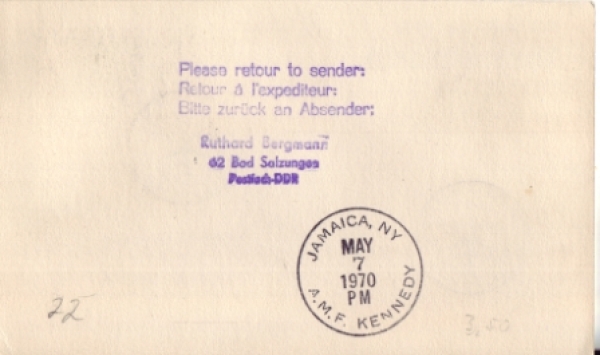 Please retour to sender:
Retour á l'expediteur:
Bitte zurück an Absender:
Ruthard Bergmann
62 Bad Salzungen
Postfach-DDR
JAMAICA, NY
MAY
7
1970
PM
A.M.F. KENNEDY
22
3,50